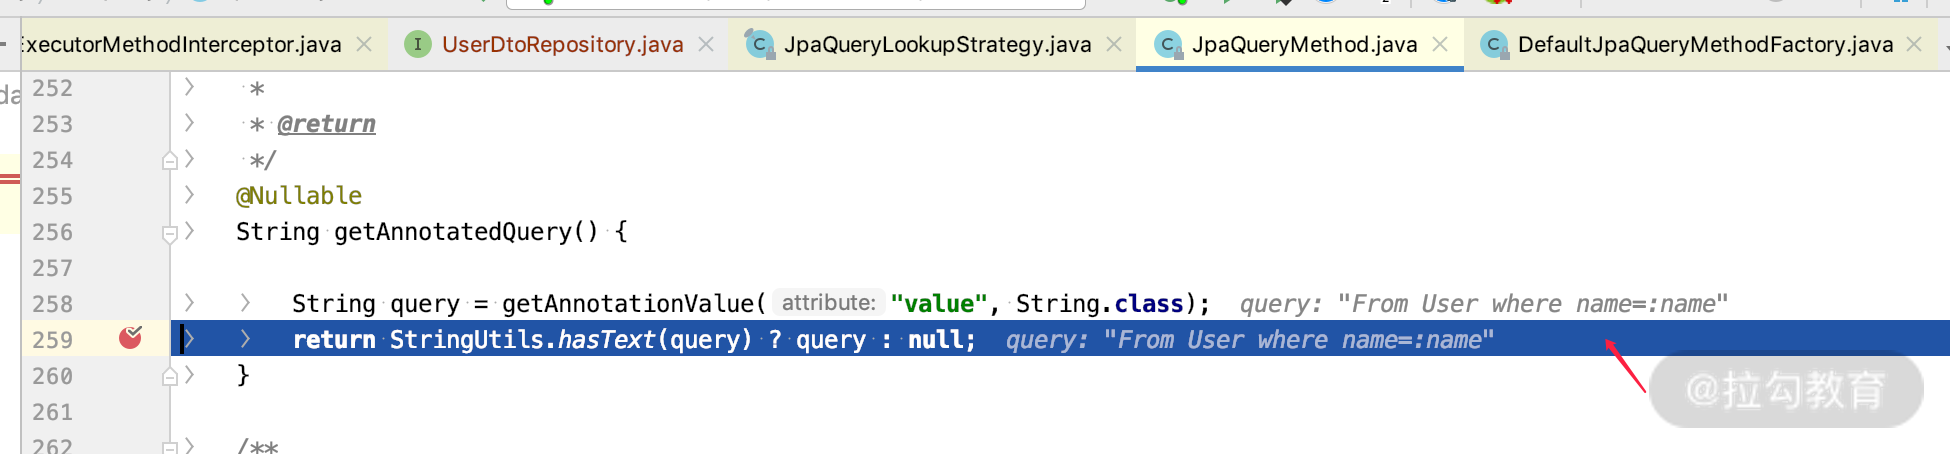 xecutorMethodInterceptor.java UserDtoRepository.java JpaQueryLookupStrategy.java JpaQueryMethod.java DefaultJpaQueryMethodFactory.java
da 252 *
253 * @return
254 */
255 @Nullable
256 String getAnnotatedQuery() {
257
258 String query = getAnnotationValue( attribute: "value", String.class); query: "From User where name=:name"
259 return StringUtils.hasText(query) ? query : null; query: "From User where name=:name"
260 }
261
262 /**
@拉勾教育